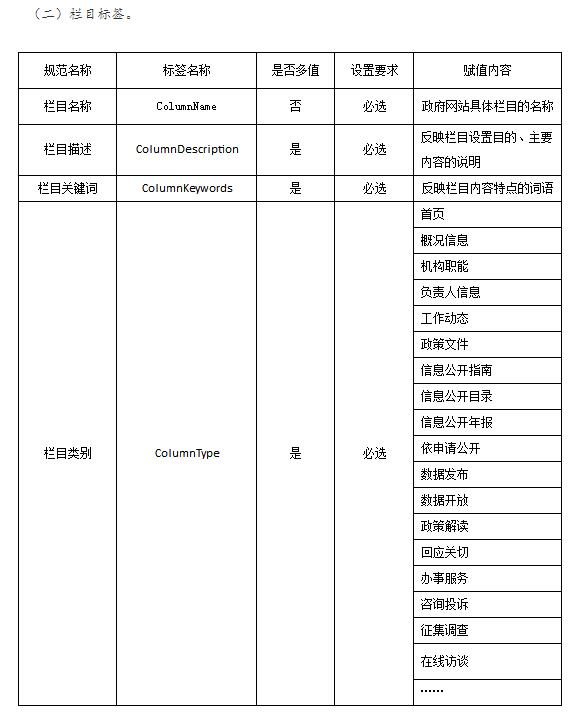 （二）栏目标签。
规范名称 标签名称 是否多值 设置要求 赋值内容
栏目名称 ColumnName 否 必选 政府网站具体栏目的名称
栏目描述 ColumnDescription 是 必选 反映栏目设置目的、主要
内容的说明
栏目关键词 ColumnKeywords 是 必选 反映栏目内容特点的词语
栏目类别 ColumnType 是 必选
首页
概况信息
机构职能
负责人信息
工作动态
政策文件
信息公开指南
信息公开目录
信息公开年报
依申请公开
数据发布
数据开放
政策解读
回应关切
办事服务
咨询投诉
征集调查
在线访谈
……